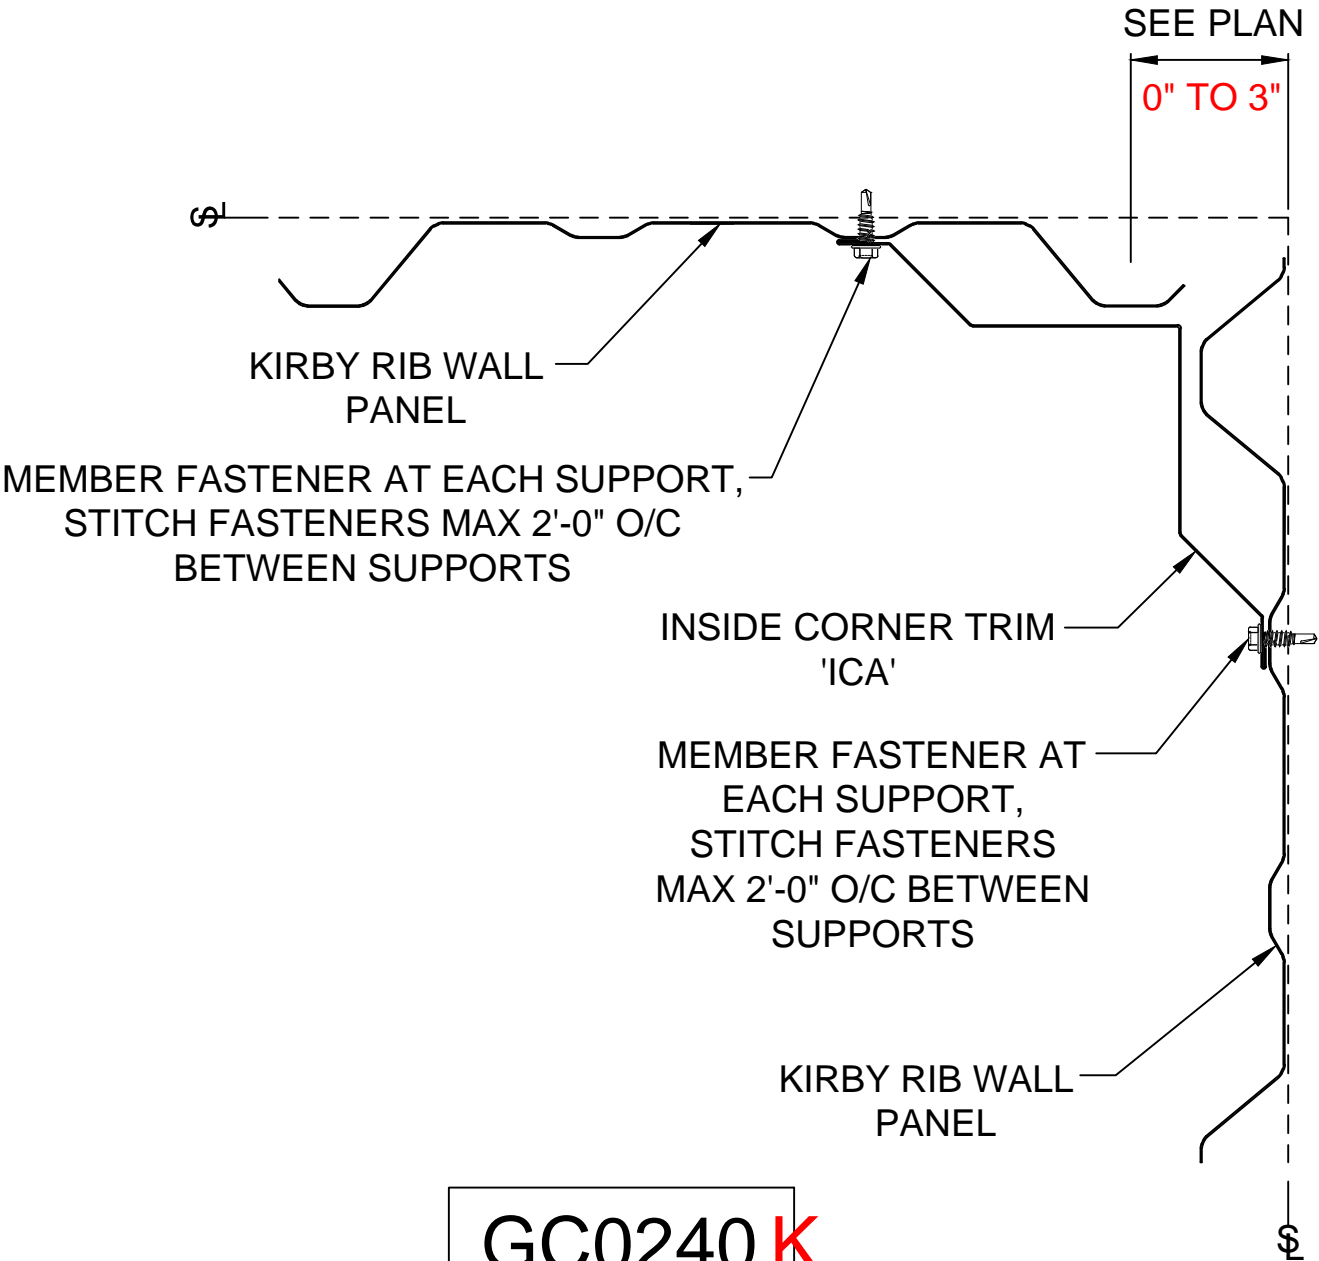 SEE PLAN
0" TO 3"
SL
KIRBY RIB WALL
PANEL
MEMBER FASTENER AT EACH SUPPORT,
STITCH FASTENERS MAX 2'-0" O/C
BETWEEN SUPPORTS
INSIDE CORNER TRIM
'ICA'
MEMBER FASTENER AT
EACH SUPPORT,
STITCH FASTENERS
MAX 2'-0" O/C BETWEEN
SUPPORTS
KIRBY RIB WALL
PANEL
GC0240 K
SL